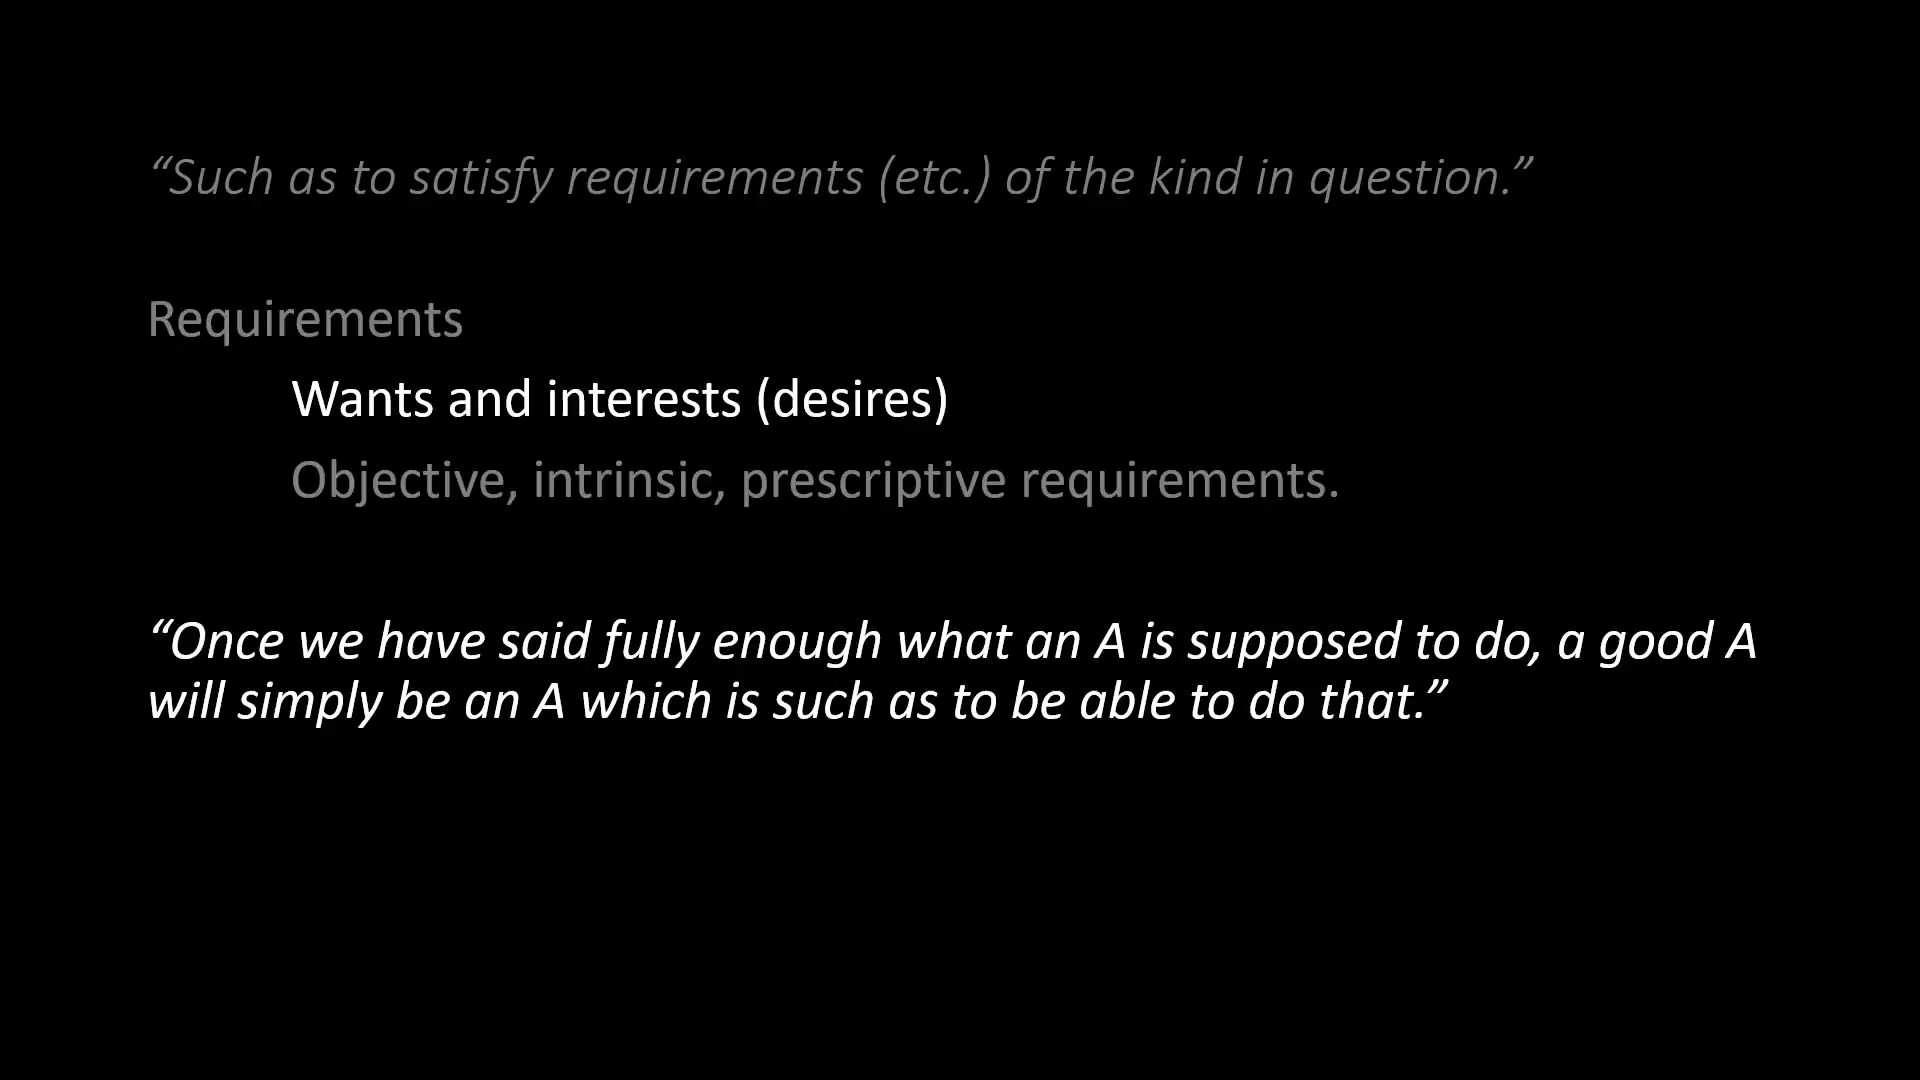 “Such as to satisfy requirements (etc.) of the kind in question.”
Requirements
Wants and interests (desires)
Objective, intrinsic, prescriptive requirements.
“Once we have said fully enough what an A is supposed to do, a good A
will simply be an A which is such as to be able to do that.”